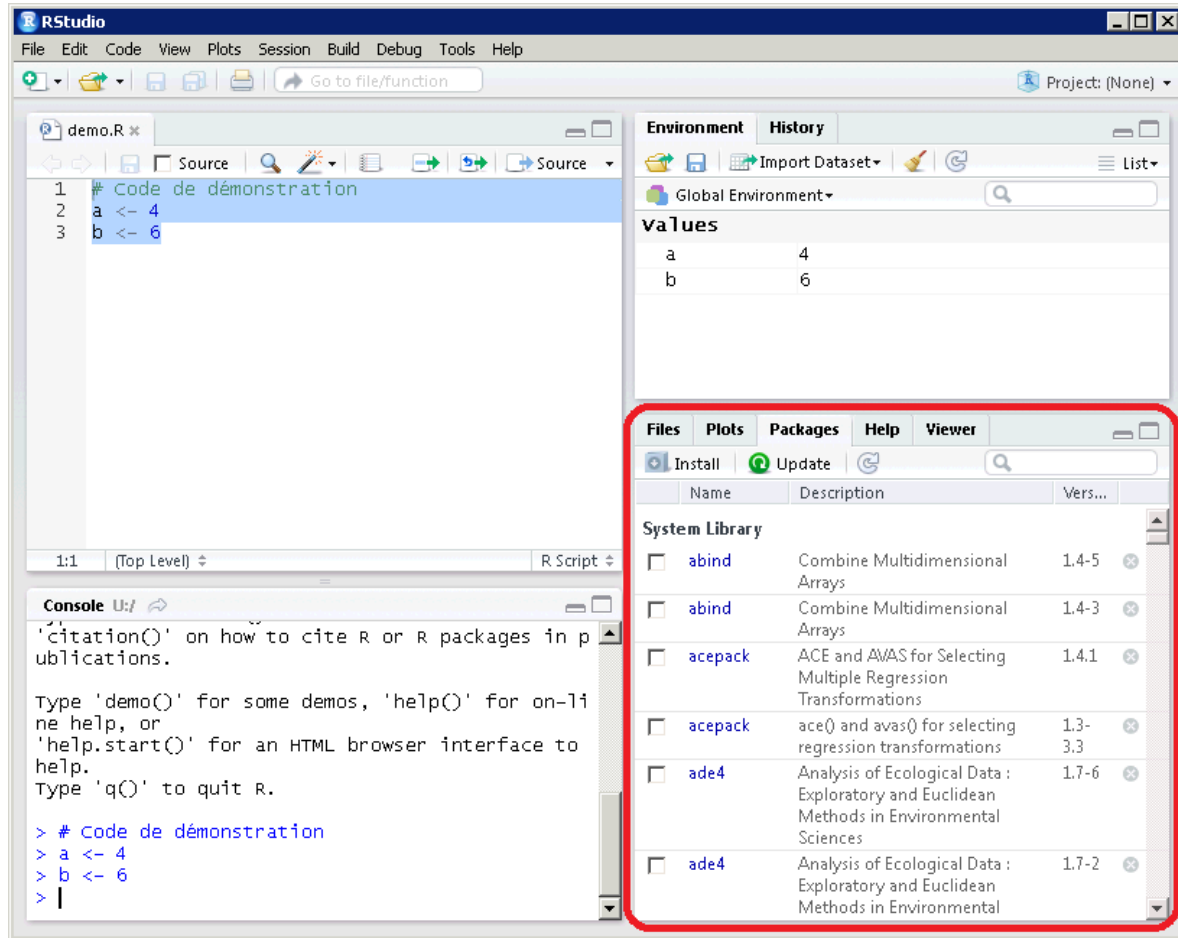 RStudio
File Edit Code View Plots Session Build Debug Tools Help
Go to file/function
Project: (None)
demo.R
Source
Source
1 # Code de démonstration
2 a <- 4
3 b <- 6
1:1 (Top Level) R Script
Console U:/
'citation()' on how to cite R or R packages in p
ublications.
Type 'demo()' for some demos, 'help()' for on-li
ne help, or
'help.start()' for an HTML browser interface to
help.
Type 'q()' to quit R.
> # Code de démonstration
> a <- 4
> b <- 6
>
Environment History
Import Dataset
List
Global Environment
Values
a 4
b 6
Files Plots Packages Help Viewer
Install Update
Name Description Vers...
System Library
abind Combine Multidimensional 1.4-5
Arrays
abind Combine Multidimensional 1.4-3
Arrays
acepack ACE and AVAS for Selecting 1.4.1
Multiple Regression
Transformations
acepack ace() and avas() for selecting 1.3-
regression transformations 3.3
ade4 Analysis of Ecological Data : 1.7-6
Exploratory and Euclidean
Methods in Environmental
Sciences
ade4 Analysis of Ecological Data : 1.7-2
Exploratory and Euclidean
Methods in Environmental